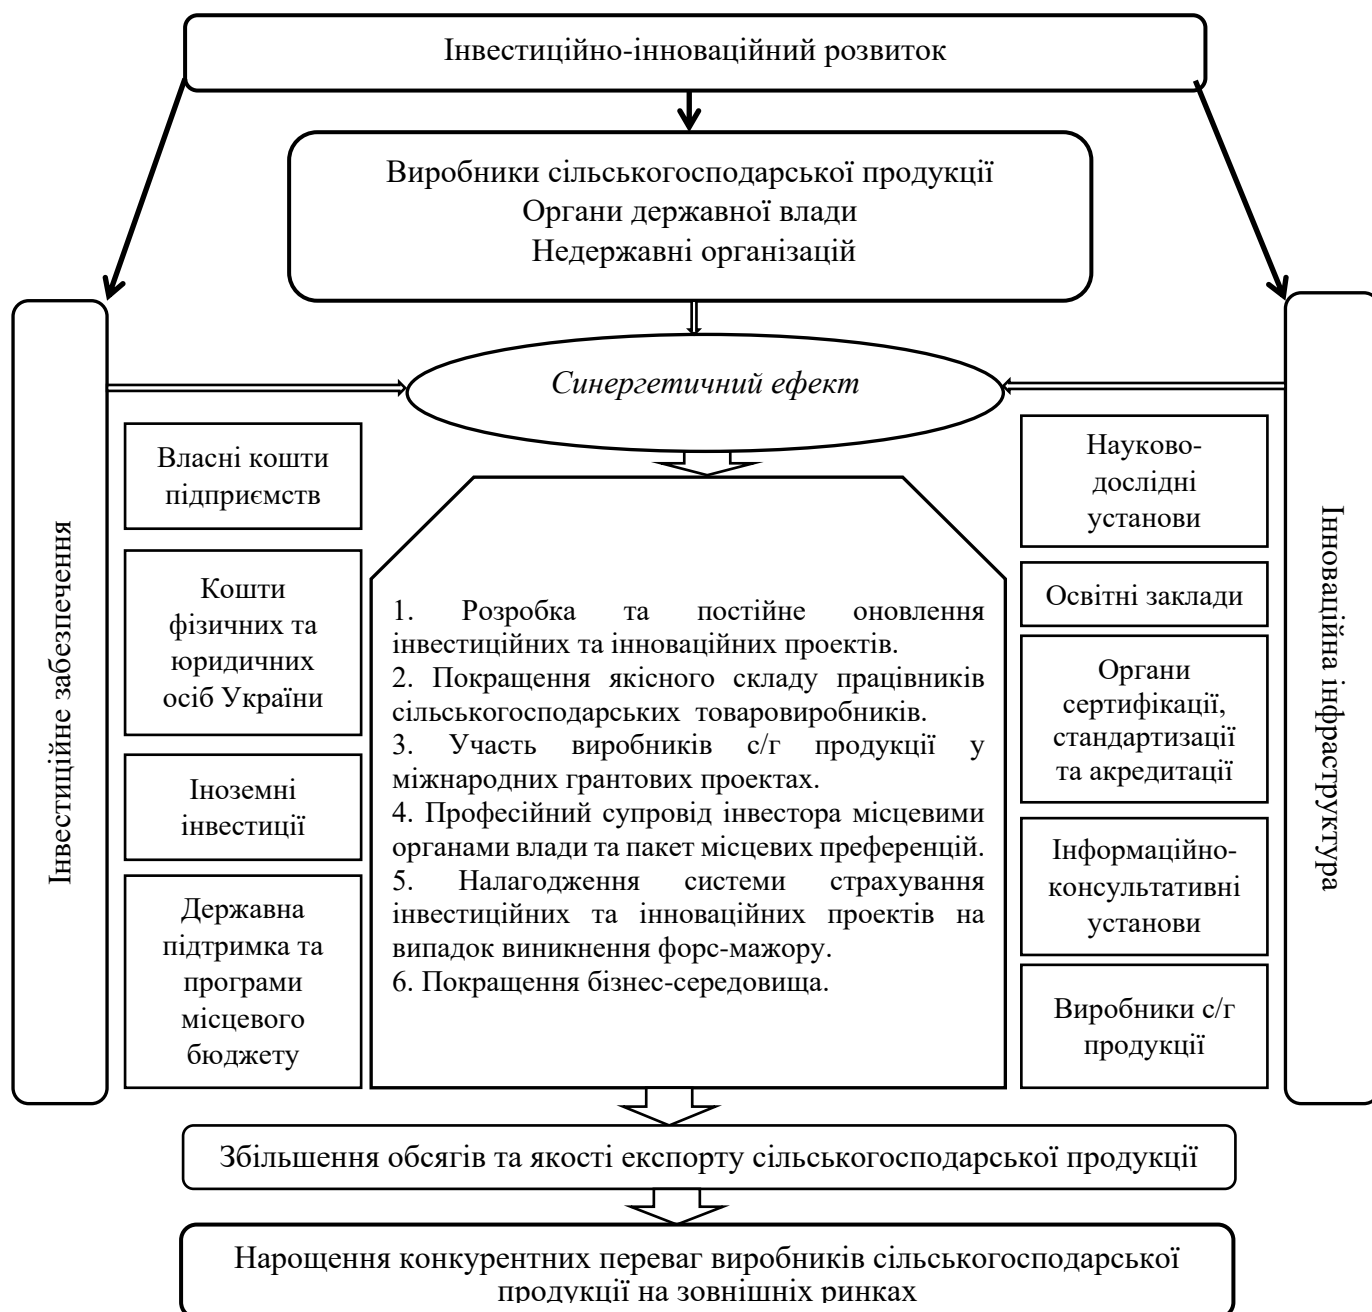 Інвестиційно-інноваційний розвиток
Виробники сільськогосподарської продукції
Органи державної влади
Недержавні організацій
Синергетичний ефект
Інвестиційне забезпечення
Власні кошти
підприємств
Кошти
фізичних та
юридичних
осіб України
Іноземні
інвестиції
Державна
підтримка та
програми
місцевого
бюджету
1. Розробка та постійне оновлення
інвестиційних та інноваційних проектів.
2. Покращення якісного складу працівників
сільськогосподарських товаровиробників.
3. Участь виробників с/г продукції у
міжнародних грантових проектах.
4. Професійний супровід інвестора місцевими
органами влади та пакет місцевих преференцій.
5. Налагодження системи страхування
інвестиційних та інноваційних проектів на
випадок виникнення форс-мажору.
6. Покращення бізнес-середовища.
Науково-
дослідні
установи
Освітні заклади
Органи
сертифікації,
стандартизації
та акредитації
Інформаційно-
консультативні
установи
Виробники с/г
продукції
Інноваційна інфраструктура
Збільшення обсягів та якості експорту сільськогосподарської продукції
Нарощення конкурентних переваг виробників сільськогосподарської
продукції на зовнішніх ринках